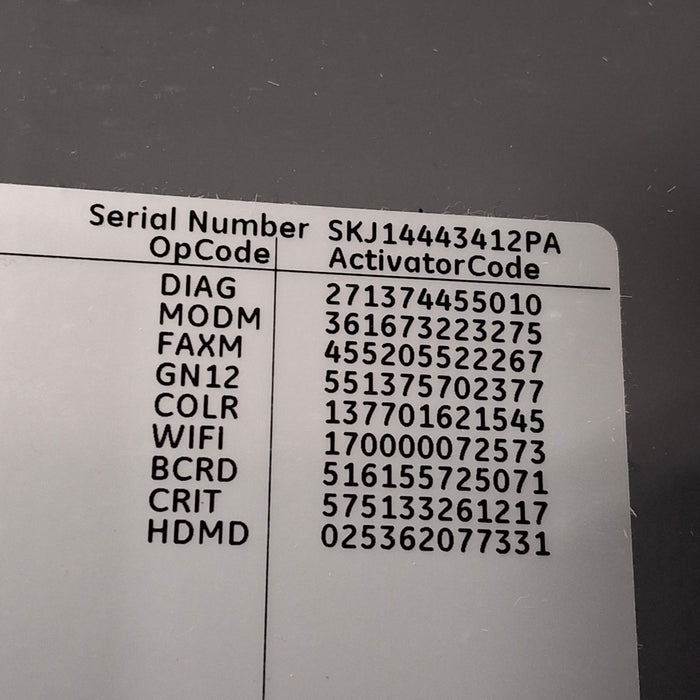 Serial Number SKJ14443412PA
OpCode ActivatorCode
DIAG 271374455010
MODM 361673223275
FAXM 455205522267
GN12 551375702377
COLR 137701621545
WIFI 170000072573
BCRD 516155725071
CRIT 575133261217
HDMD 025362077331